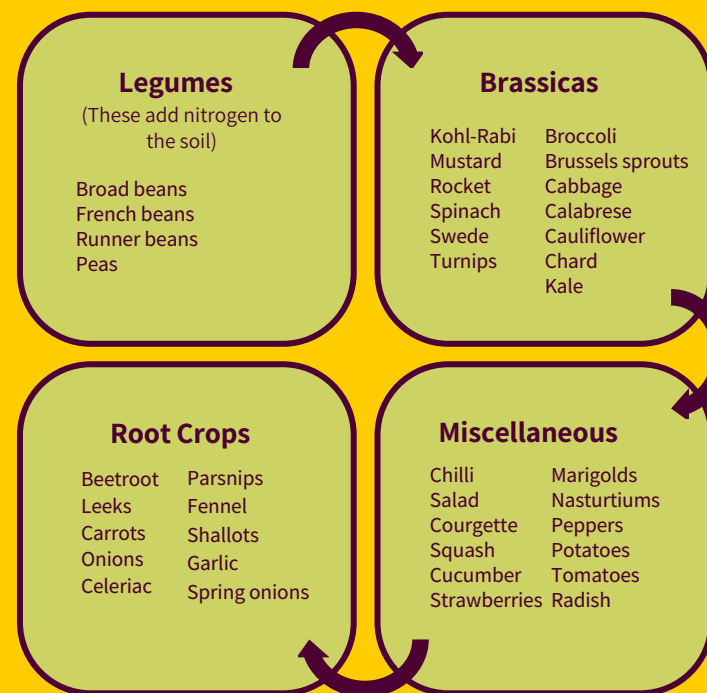 Legumes
(These add nitrogen to
the soil)
Broad beans
French beans
Runner beans
Peas
Brassicas
Kohl-Rabi
Mustard
Rocket
Spinach
Swede
Turnips
Broccoli
Brussels sprouts
Cabbage
Calabrese
Cauliflower
Chard
Kale
Root Crops
Beetroot
Leeks
Carrots
Onions
Celeriac
Parsnips
Fennel
Shallots
Garlic
Spring onions
Miscellaneous
Chilli
Salad
Courgette
Squash
Cucumber
Strawberries
Marigolds
Nasturtiums
Peppers
Potatoes
Tomatoes
Radish